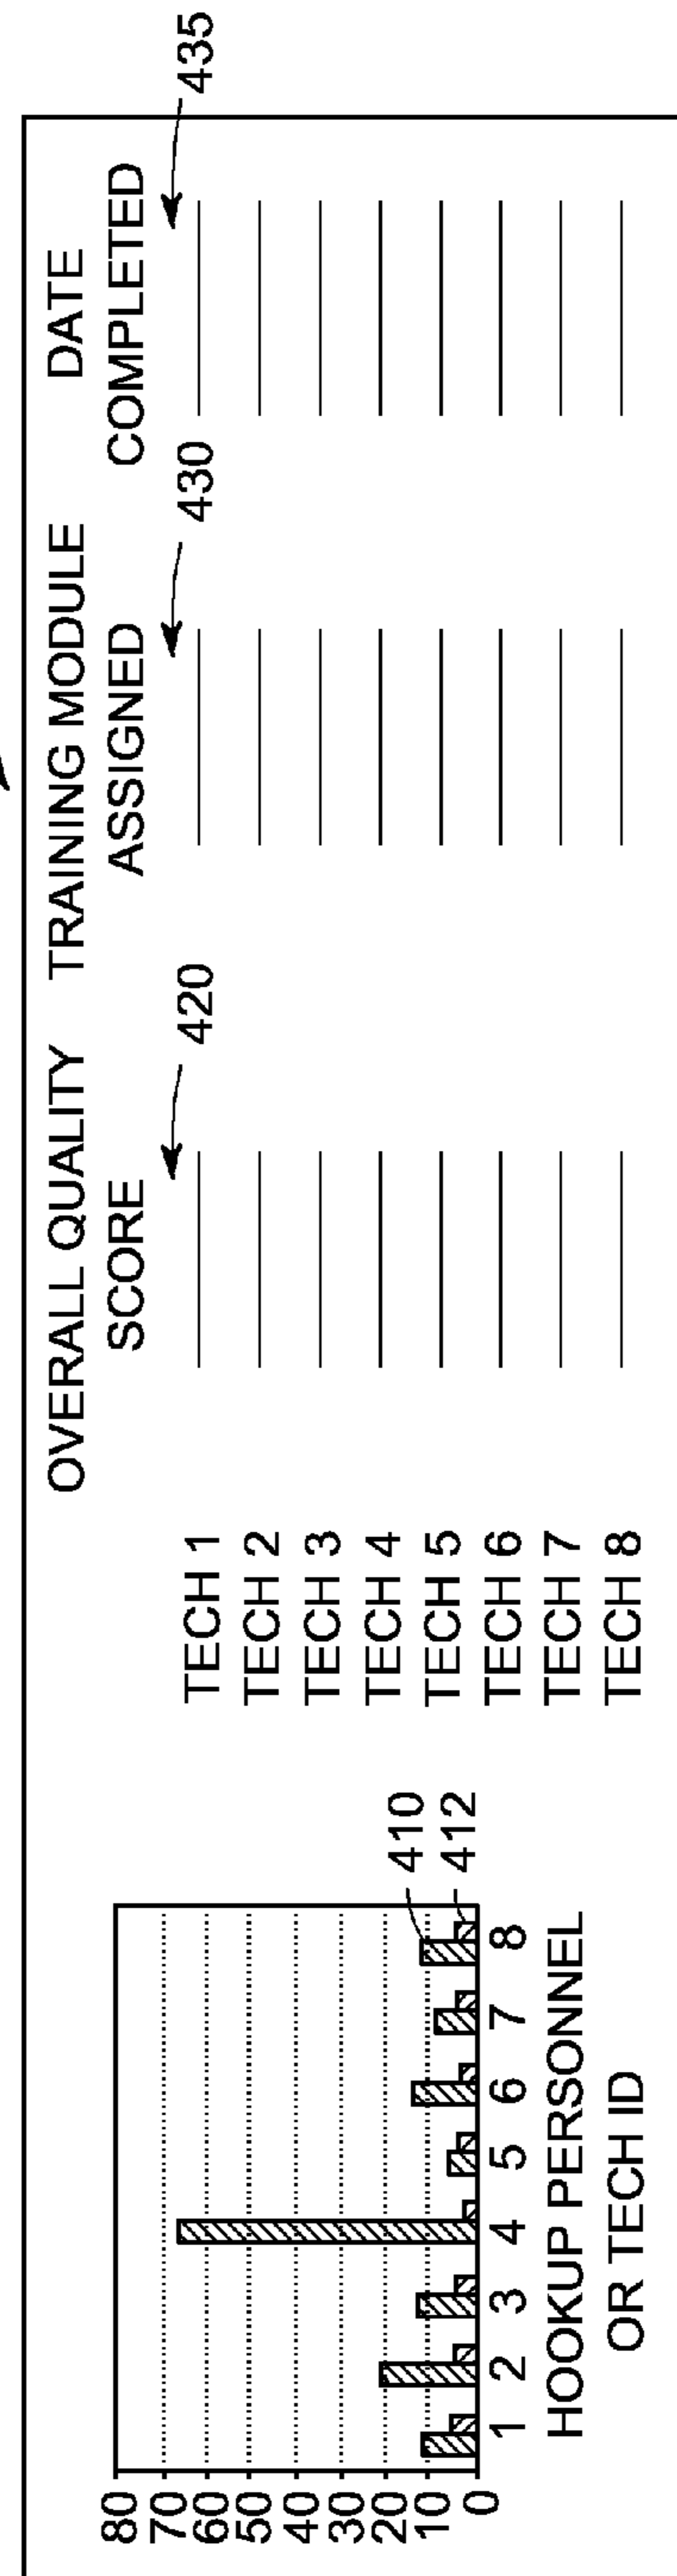 80
70
60
50
40
30
20
10
0
1 2 3 4 5 6 7 8
HOOKUP PERSONNEL
OR TECH ID
410
412
OVERALL QUALITY
SCORE
420
TRAINING MODULE
ASSIGNED
430
DATE
COMPLETED
435
TECH 1
TECH 2
TECH 3
TECH 4
TECH 5
TECH 6
TECH 7
TECH 8